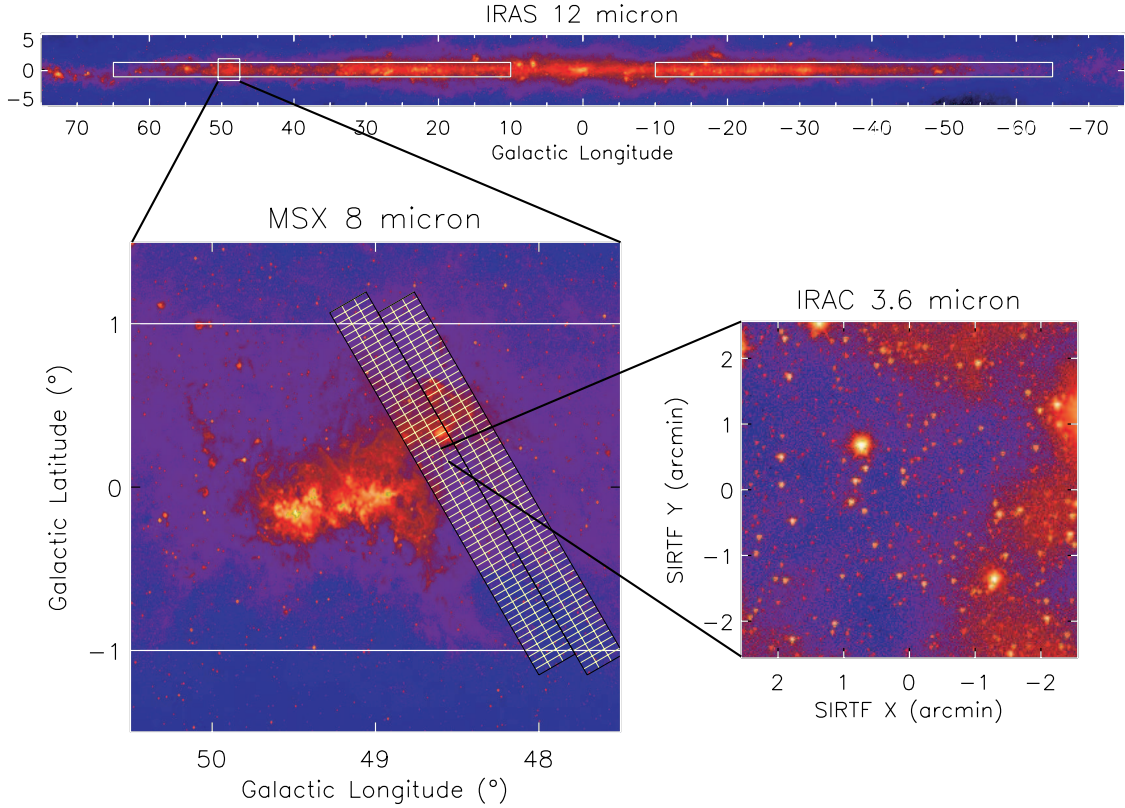 IRAS 12 micron
5
0
−5
70 60 50 40 30 20 10 0 −10 −20 −30 −40 −50 −60 −70
Galactic Longitude
MSX 8 micron
1
0
−1
Galactic Latitude (°)
50 49 48
Galactic Longitude (°)
IRAC 3.6 micron
2
1
0
−1
−2
SIRTF Y (arcmin)
2 1 0 −1 −2
SIRTF X (arcmin)